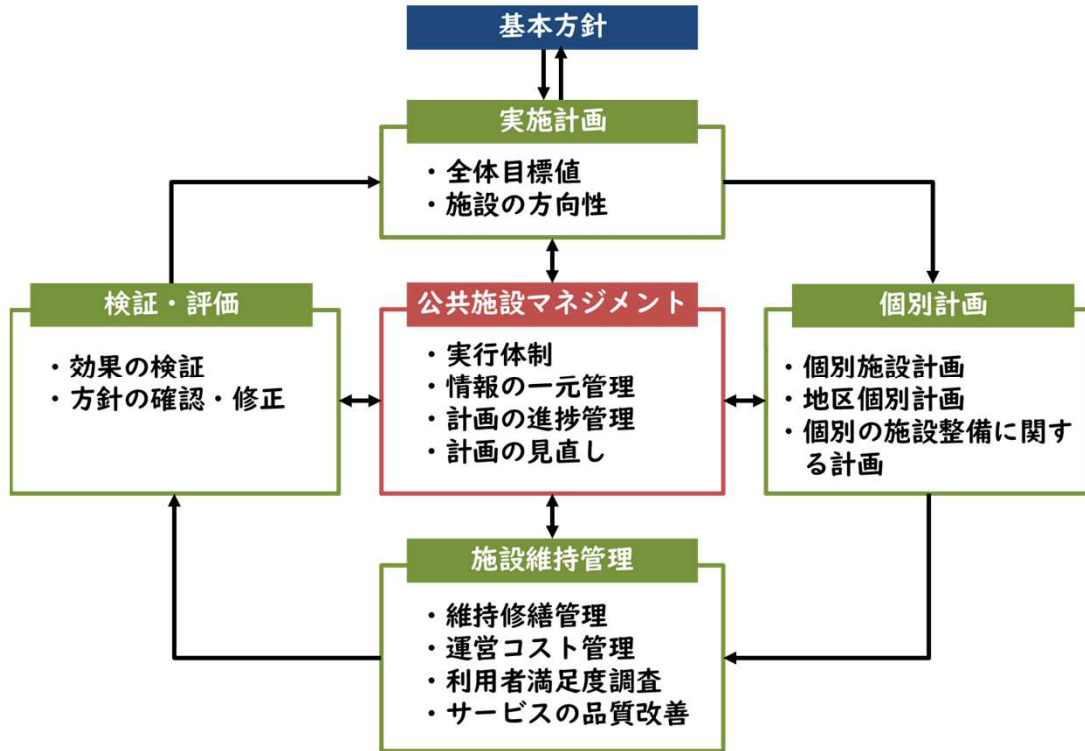 基本方針
実施計画
・全体目標値
・施設の方向性
検証・評価
・効果の検証
・方針の確認・修正
公共施設マネジメント
・実行体制
・情報の一元管理
・計画の進捗管理
・計画の見直し
個別計画
・個別施設計画
・地区個別計画
・個別の施設整備に関す
る計画
施設維持管理
・維持修繕管理
・運営コスト管理
・利用者満足度調査
・サービスの品質改善